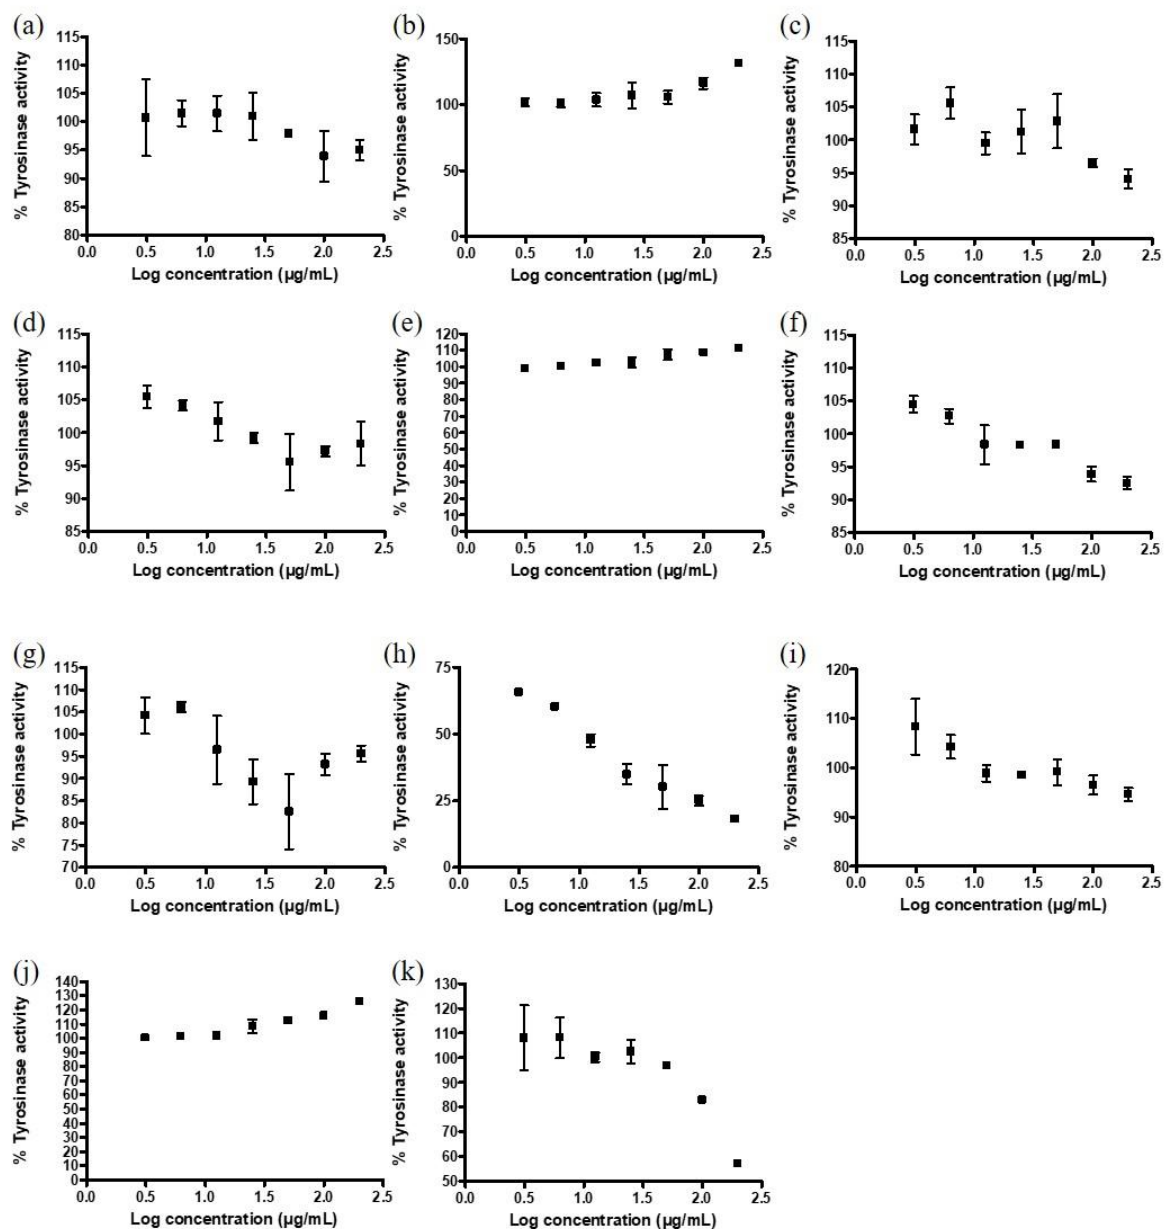 (a)
% Tyrosinase activity
115
110
105
100
95
90
85
80
0.0 0.5 1.0 1.5 2.0 2.5
Log concentration (µg/mL)
(b)
% Tyrosinase activity
150
100
50
0
0.0 0.5 1.0 1.5 2.0 2.5
Log concentration (µg/mL)
(c)
% Tyrosinase activity
115
110
105
100
95
90
85
0.0 0.5 1.0 1.5 2.0 2.5
Log concentration (µg/mL)
(d)
% Tyrosinase activity
115
110
105
100
95
90
85
0.0 0.5 1.0 1.5 2.0 2.5
Log concentration (µg/mL)
(e)
% Tyrosinase activity
120
110
100
90
80
70
60
50
40
30
20
10
0
0.0 0.5 1.0 1.5 2.0 2.5
Log concentration (µg/mL)
(f)
% Tyrosinase activity
115
110
105
100
95
90
85
0.0 0.5 1.0 1.5 2.0 2.5
Log concentration (µg/mL)
(g)
% Tyrosinase activity
115
110
105
100
95
90
85
80
75
70
0.0 0.5 1.0 1.5 2.0 2.5
Log concentration (µg/mL)
(h)
% Tyrosinase activity
75
50
25
0
0.0 0.5 1.0 1.5 2.0 2.5
Log concentration (µg/mL)
(i)
% Tyrosinase activity
120
110
100
90
80
0.0 0.5 1.0 1.5 2.0 2.5
Log concentration (µg/mL)
(j)
% Tyrosinase activity
140
130
120
110
100
90
80
70
60
50
40
30
20
10
0
0.0 0.5 1.0 1.5 2.0 2.5
Log concentration (µg/mL)
(k)
% Tyrosinase activity
130
120
110
100
90
80
70
60
50
0.0 0.5 1.0 1.5 2.0 2.5
Log concentration (µg/mL)